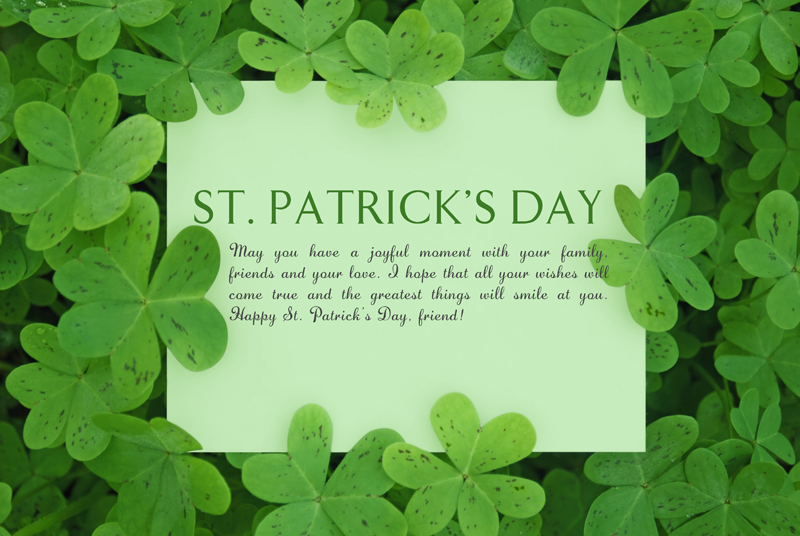 ST. PATRICK'S DAY
May you have a joyful moment with your family,
friends and your love. I hope that all your wishes will
come true and the greatest things will smile at you.
Happy St. Patrick's Day, friend!